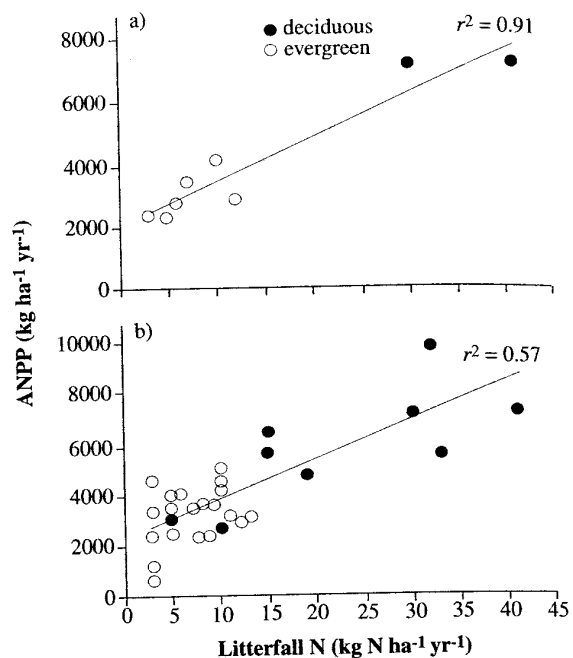 a)
● deciduous
○ evergreen
r² = 0.91
8000
6000
4000
2000
0
ANPP (kg ha⁻¹ yr⁻¹)
b)
r² = 0.57
10000
8000
6000
4000
2000
0
0 5 10 15 20 25 30 35 40 45
Litterfall N (kg N ha⁻¹ yr⁻¹)